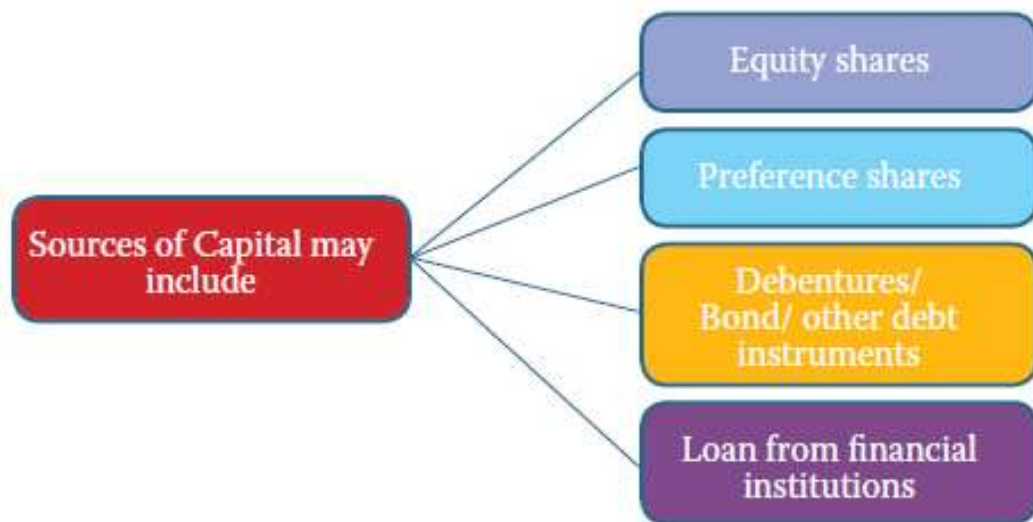 Sources of Capital may
include
Equity shares
Preference shares
Debentures/
Bond/ other debt
instruments
Loan from financial
institutions